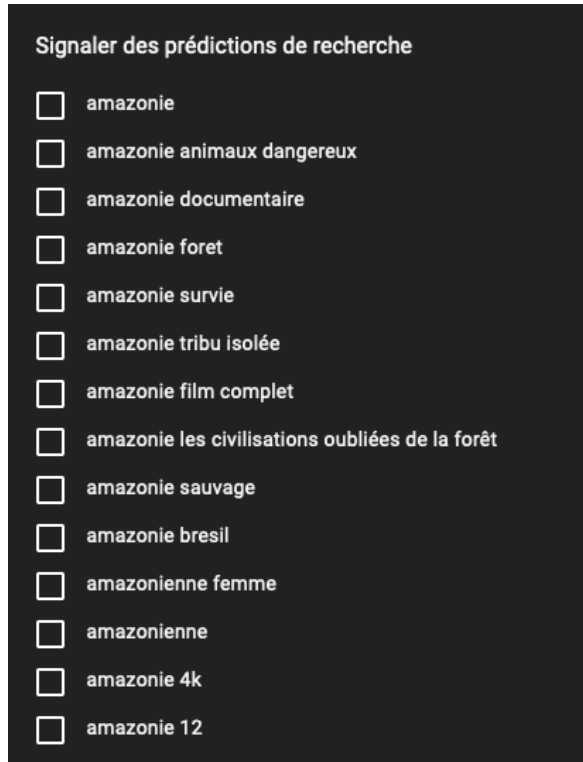 Signaler des prédictions de recherche
amazonie
amazonie animaux dangereux
amazonie documentaire
amazonie foret
amazonie survie
amazonie tribu isolée
amazonie film complet
amazonie les civilisations oubliées de la forêt
amazonie sauvage
amazonie bresil
amazonienne femme
amazonienne
amazonie 4k
amazonie 12